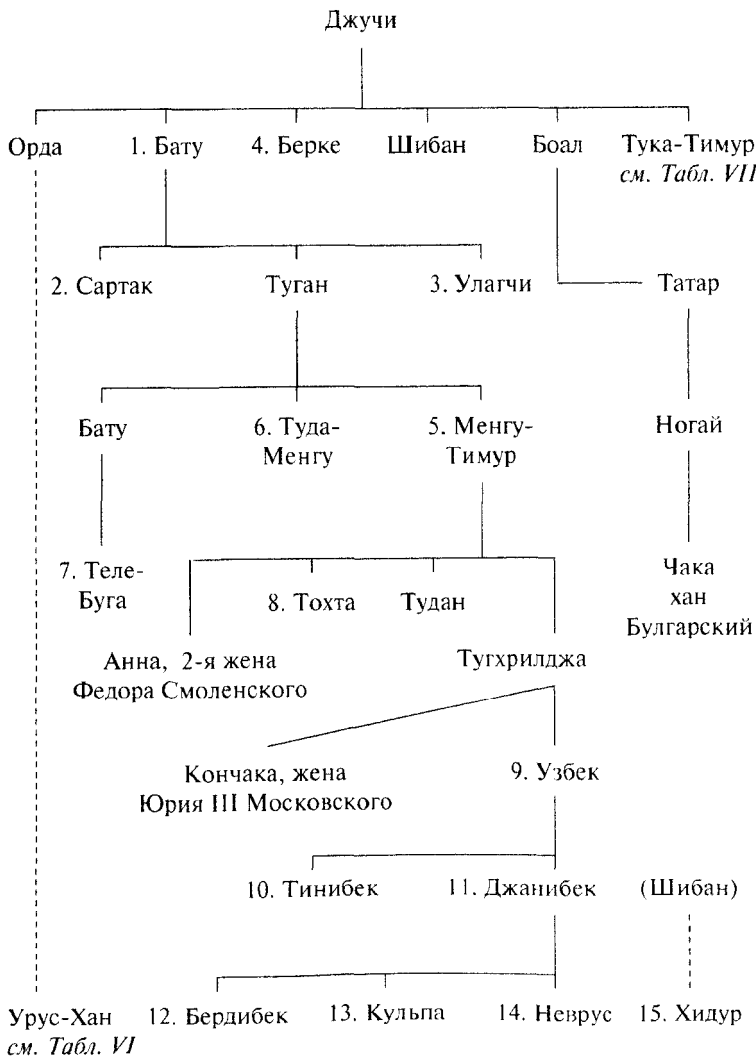 Джучи
Орда 1. Бату 4. Берке Шибан Боал Тука-Тимур
см. Табл. VII
2. Сартак Туган 3. Улагчи Татар
Бату 6. Туда- 5. Менгу- Ногай
Менгу Тимур
7. Теле- Чака
Буга 8. Тохта Тудан хан
Булгарский
Анна, 2-я жена Тугхрилджа
Федора Смоленского
Кончака, жена 9. Узбек
Юрия III Московского
10. Тинибек 11. Джанибек (Шибан)
Урус-Хан 12. Бердибек 13. Кульпа 14. Неврус 15. Хидур
см. Табл. VI